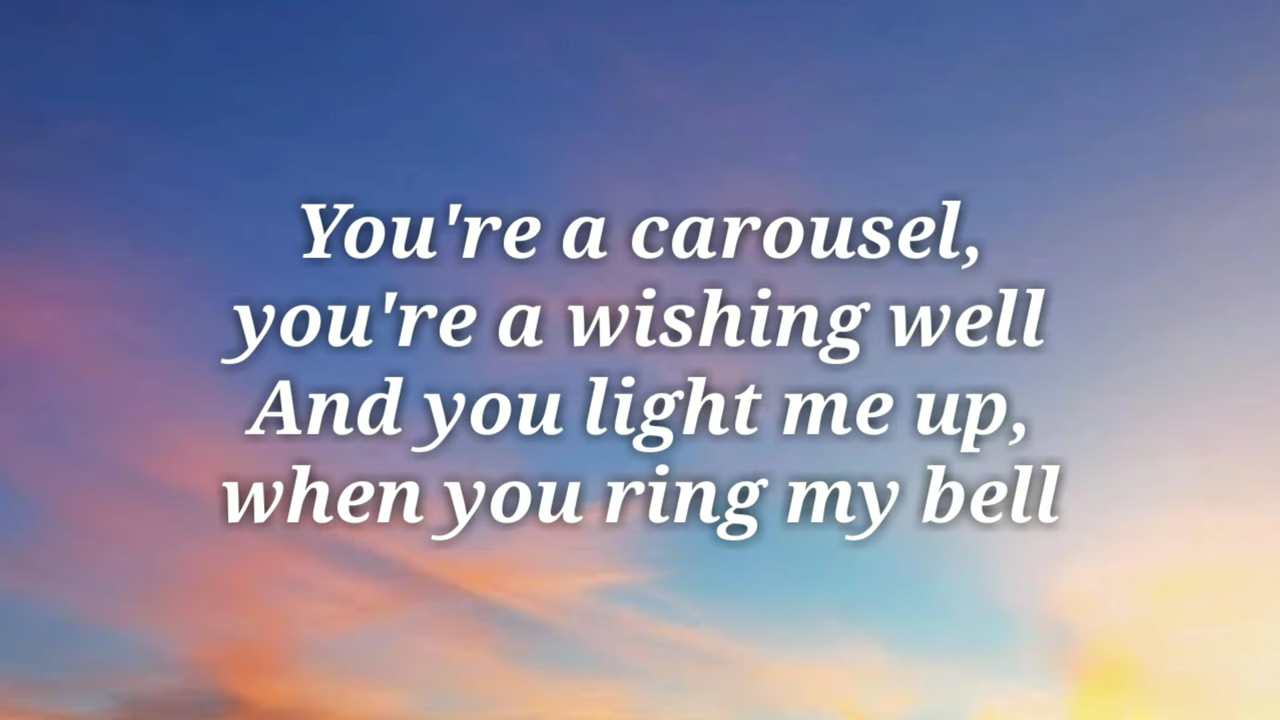 You're a carousel,
you're a wishing well
And you light me up,
when you ring my bell